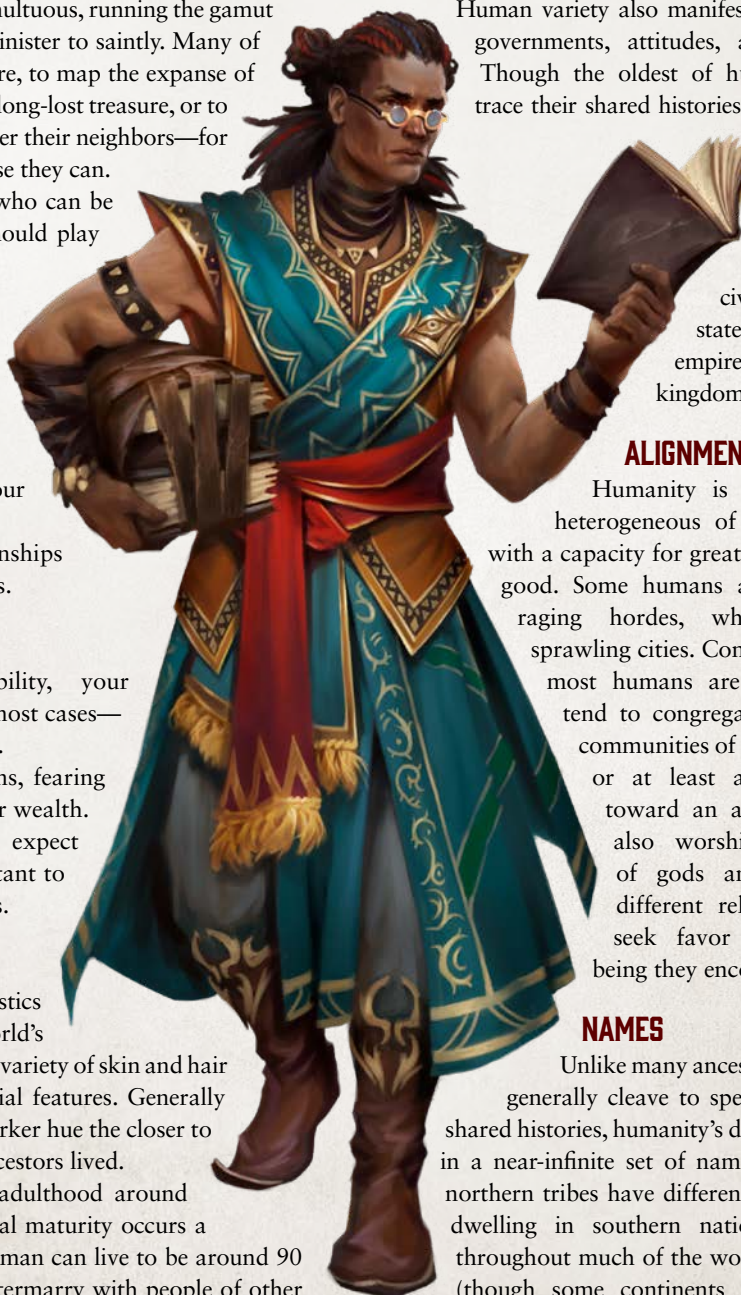 ultuous, running the gamut
inister to saintly. Many of
re, to map the expanse of
long-lost treasure, or to
er their neighbors—for
se they can.
who can be
ould play
our
nships
s.
bility, your
most cases—
.
ns, fearing
r wealth.
expect
tant to
s.
stics
orld's
variety of skin and hair
ial features. Generally
rker hue the closer to
cestors lived.
adulthood around
al maturity occurs a
man can live to be around 90
termarry with people of other
Human variety also manifes
governments, attitudes, a
Though the oldest of hu
trace their shared histories
civ
state
empire
kingdom
ALIGNMEN
Humanity is
heterogeneous of
with a capacity for great
good. Some humans a
raging hordes, wh
sprawling cities. Con
most humans are
tend to congrega
communities of
or at least a
toward an a
also worshi
of gods an
different rel
seek favor
being they enco
NAMES
Unlike many ances
generally cleave to spe
shared histories, humanity's d
in a near-infinite set of nam
northern tribes have different
dwelling in southern natio
throughout much of the wo
(though some continents